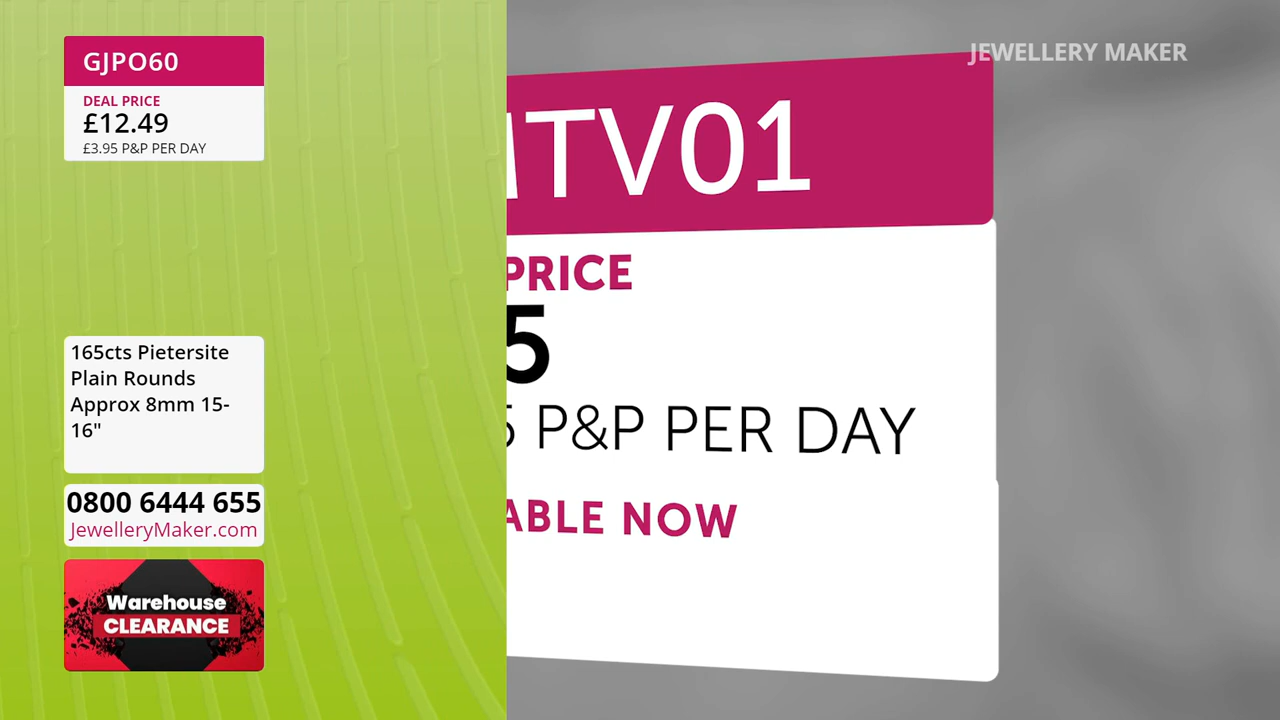 GJPO60
DEAL PRICE
£12.49
£3.95 P&P PER DAY
165cts Pietersite
Plain Rounds
Approx 8mm 15-
16"
0800 6444 655
JewelleryMaker.com
Warehouse
CLEARANCE
JEWELLERY MAKER
TV01
PRICE
5
P&P PER DAY
ABLE NOW